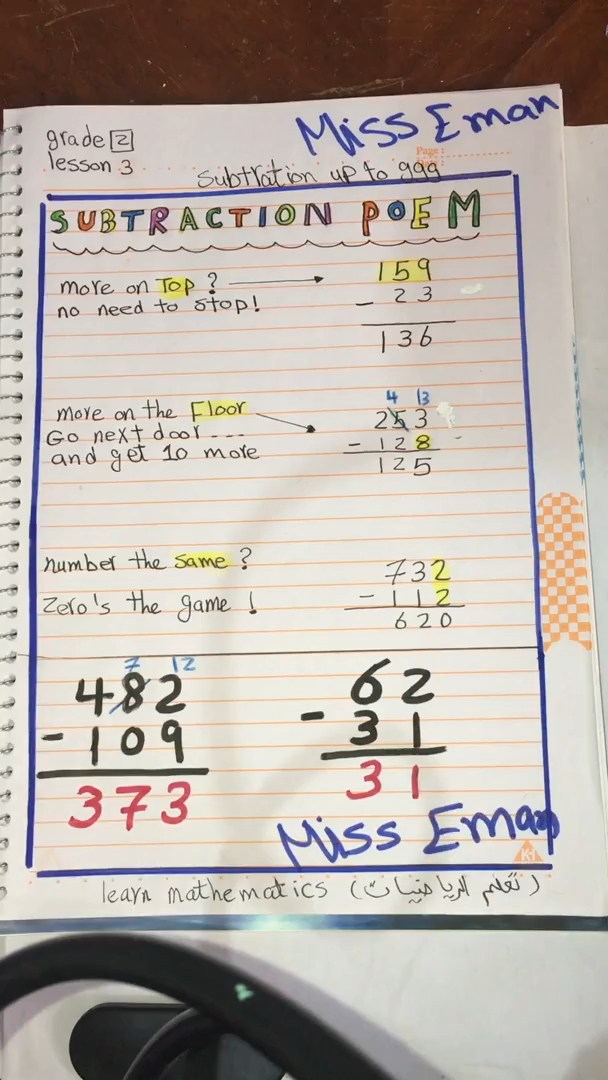 grade 2
Miss Eman
lesson 3
Page:
subtration up to 999
SUBTRACTION POEM
more on Top ?
no need to stop!
159
- 23
136
more on the Floor
Go next door ....
and get 10 more
4 13
253
- 128
125
number the same ?
Zero's the game !
732
- 112
620
7 12
482
- 109
373
62
- 31
31
Miss Eman
K-1
learn mathematics (تعلم الرياضيات)